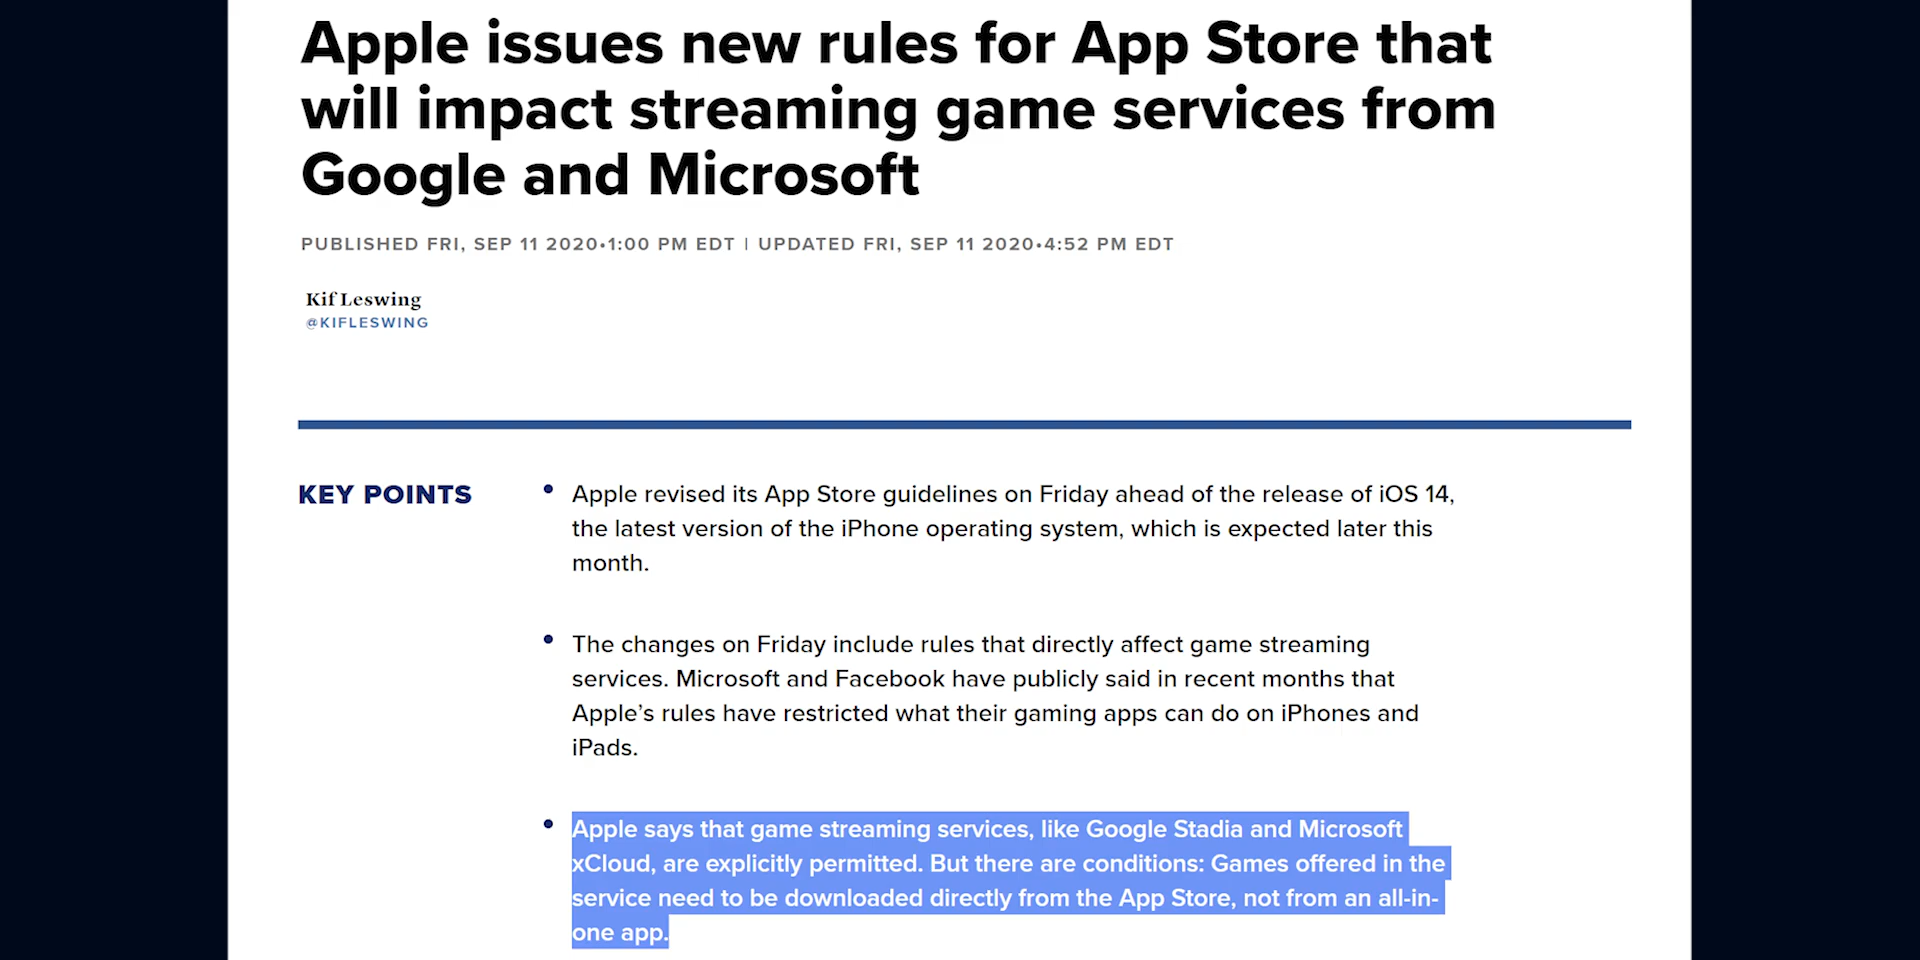 Apple issues new rules for App Store that
will impact streaming game services from
Google and Microsoft
PUBLISHED FRI, SEP 11 2020•1:00 PM EDT | UPDATED FRI, SEP 11 2020•4:52 PM EDT
Kif Leswing
@KIFLESWING
KEY POINTS
• Apple revised its App Store guidelines on Friday ahead of the release of iOS 14,
the latest version of the iPhone operating system, which is expected later this
month.
• The changes on Friday include rules that directly affect game streaming
services. Microsoft and Facebook have publicly said in recent months that
Apple’s rules have restricted what their gaming apps can do on iPhones and
iPads.
• Apple says that game streaming services, like Google Stadia and Microsoft
xCloud, are explicitly permitted. But there are conditions: Games offered in the
service need to be downloaded directly from the App Store, not from an all-in-
one app.